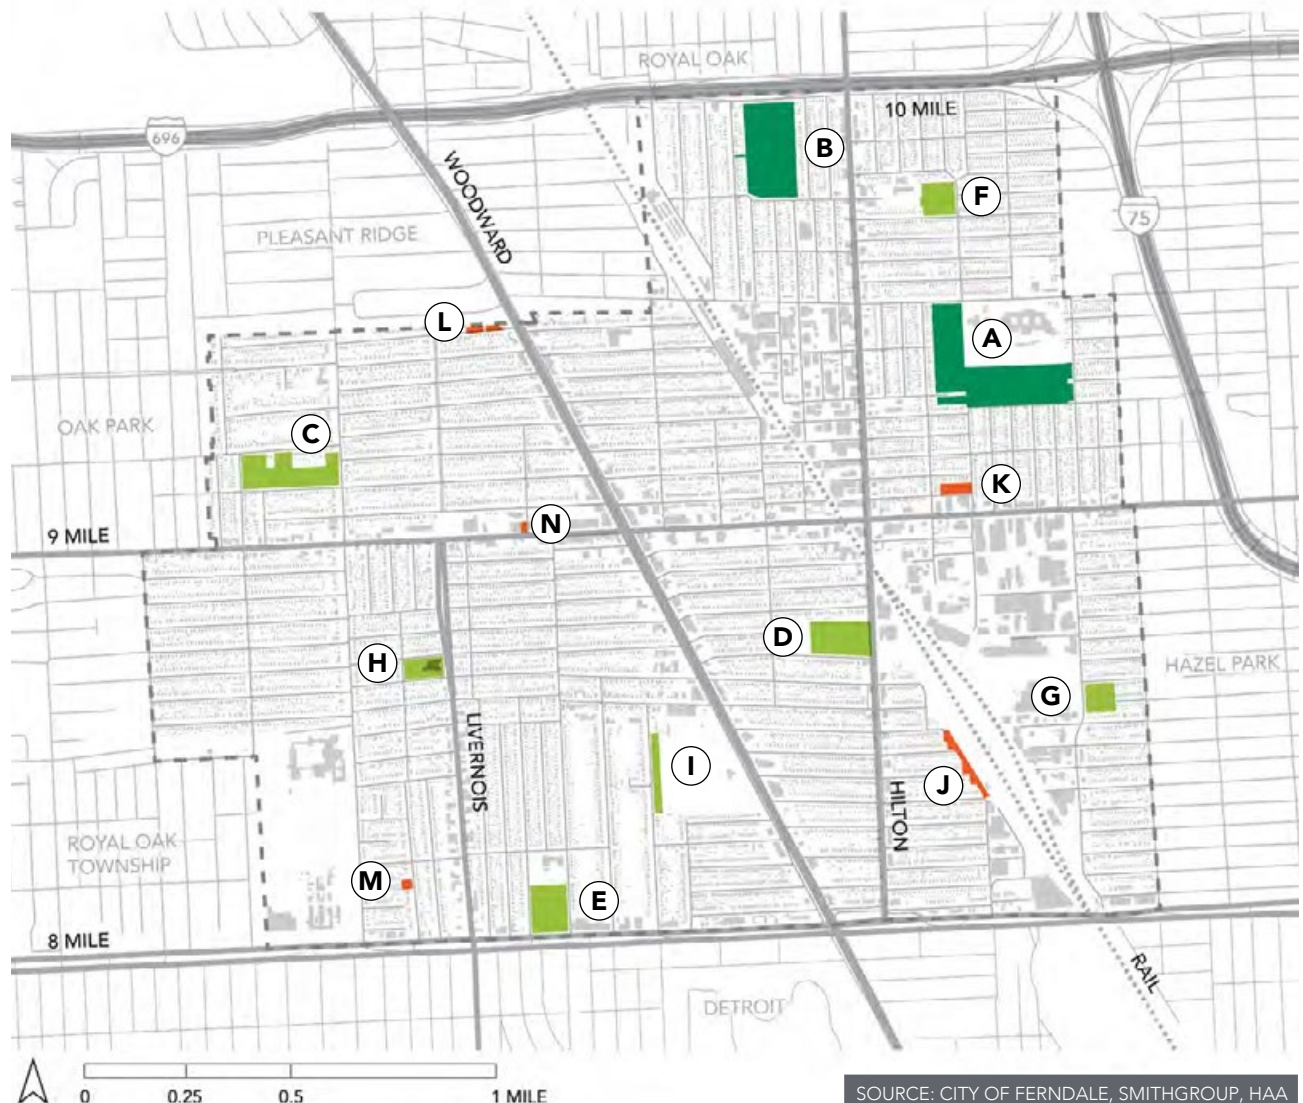 ROYAL OAK
10 MILE
696
B
F
WOODWARD
75
PLEASANT RIDGE
L
A
OAK PARK
C
K
N
9 MILE
D
H
HAZEL PARK
G
LIVERNOIS
I
J
HILTON
ROYAL OAK
TOWNSHIP
M
E
8 MILE
RAIL
DETROIT
0 0.25 0.5 1 MILE
SOURCE: CITY OF FERNDALE, SMITHGROUP, HAA